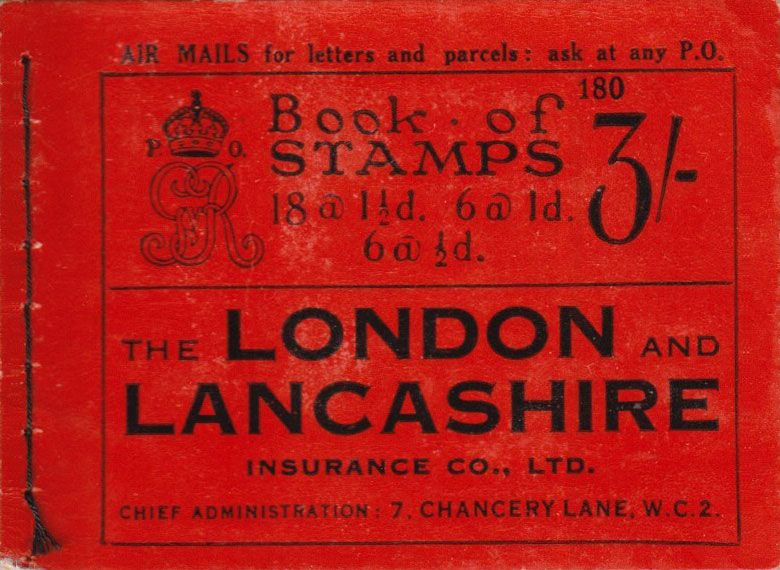 AIR MAILS for letters and parcels: ask at any P.O.
180
P. O.
GR
Book · of
STAMPS
3/-
18 @ 1½d. 6 @ 1d.
6 @ ½d.
THE LONDON AND
LANCASHIRE
INSURANCE CO., LTD.
CHIEF ADMINISTRATION: 7, CHANCERY LANE, W.C.2.